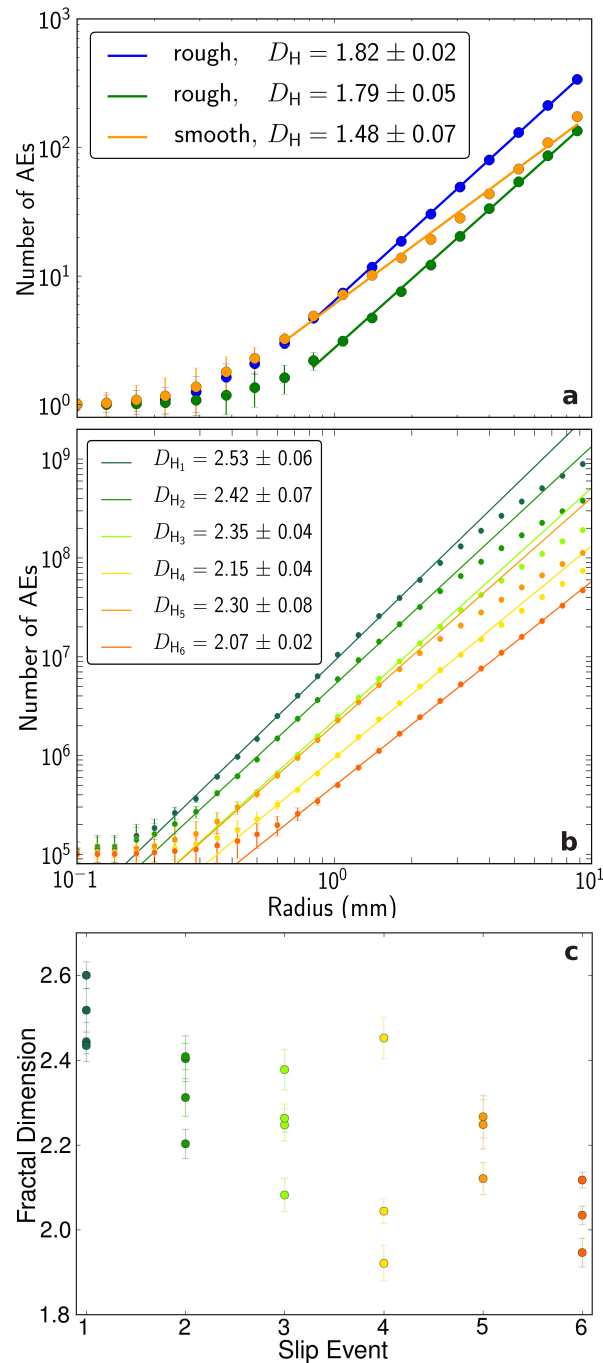 10³
10²
10¹
10⁰
Number of AEs
rough, D_H = 1.82 ± 0.02
rough, D_H = 1.79 ± 0.05
smooth, D_H = 1.48 ± 0.07
a
10⁹
10⁸
10⁷
10⁶
10⁵
Number of AEs
D_H₁ = 2.53 ± 0.06
D_H₂ = 2.42 ± 0.07
D_H₃ = 2.35 ± 0.04
D_H₄ = 2.15 ± 0.04
D_H₅ = 2.30 ± 0.08
D_H₆ = 2.07 ± 0.02
b
10⁻¹ 10⁰ 10¹
Radius (mm)
c
2.6
2.4
2.2
2.0
1.8
Fractal Dimension
1 2 3 4 5 6
Slip Event